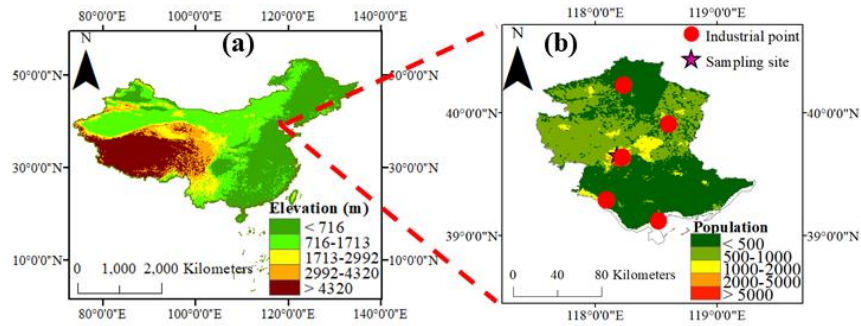 (a)
N
80°0'0"E 100°0'0"E 120°0'0"E 140°0'0"E
50°0'0"N
30°0'0"N
10°0'0"N
50°0'0"N
30°0'0"N
10°0'0"N
Elevation (m)
< 716
716-1713
1713-2992
2992-4320
> 4320
0 1,000 2,000 Kilometers
80°0'0"E 100°0'0"E 120°0'0"E 140°0'0"E
(b)
N
118°0'0"E 119°0'0"E
Industrial point
Sampling site
40°0'0"N
39°0'0"N
40°0'0"N
39°0'0"N
Population
< 500
500-1000
1000-2000
2000-5000
> 5000
0 40 80 Kilometers
118°0'0"E 119°0'0"E